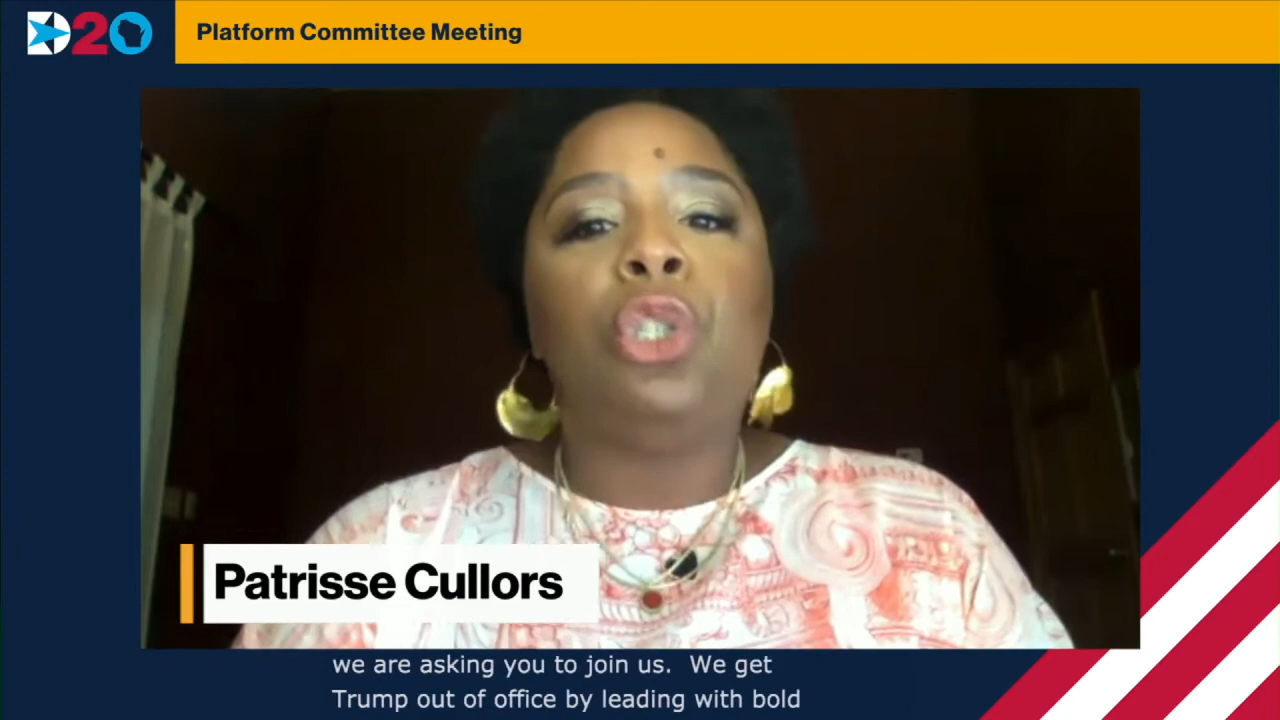 D20
Platform Committee Meeting
Patrisse Cullors
we are asking you to join us.  We get
Trump out of office by leading with bold